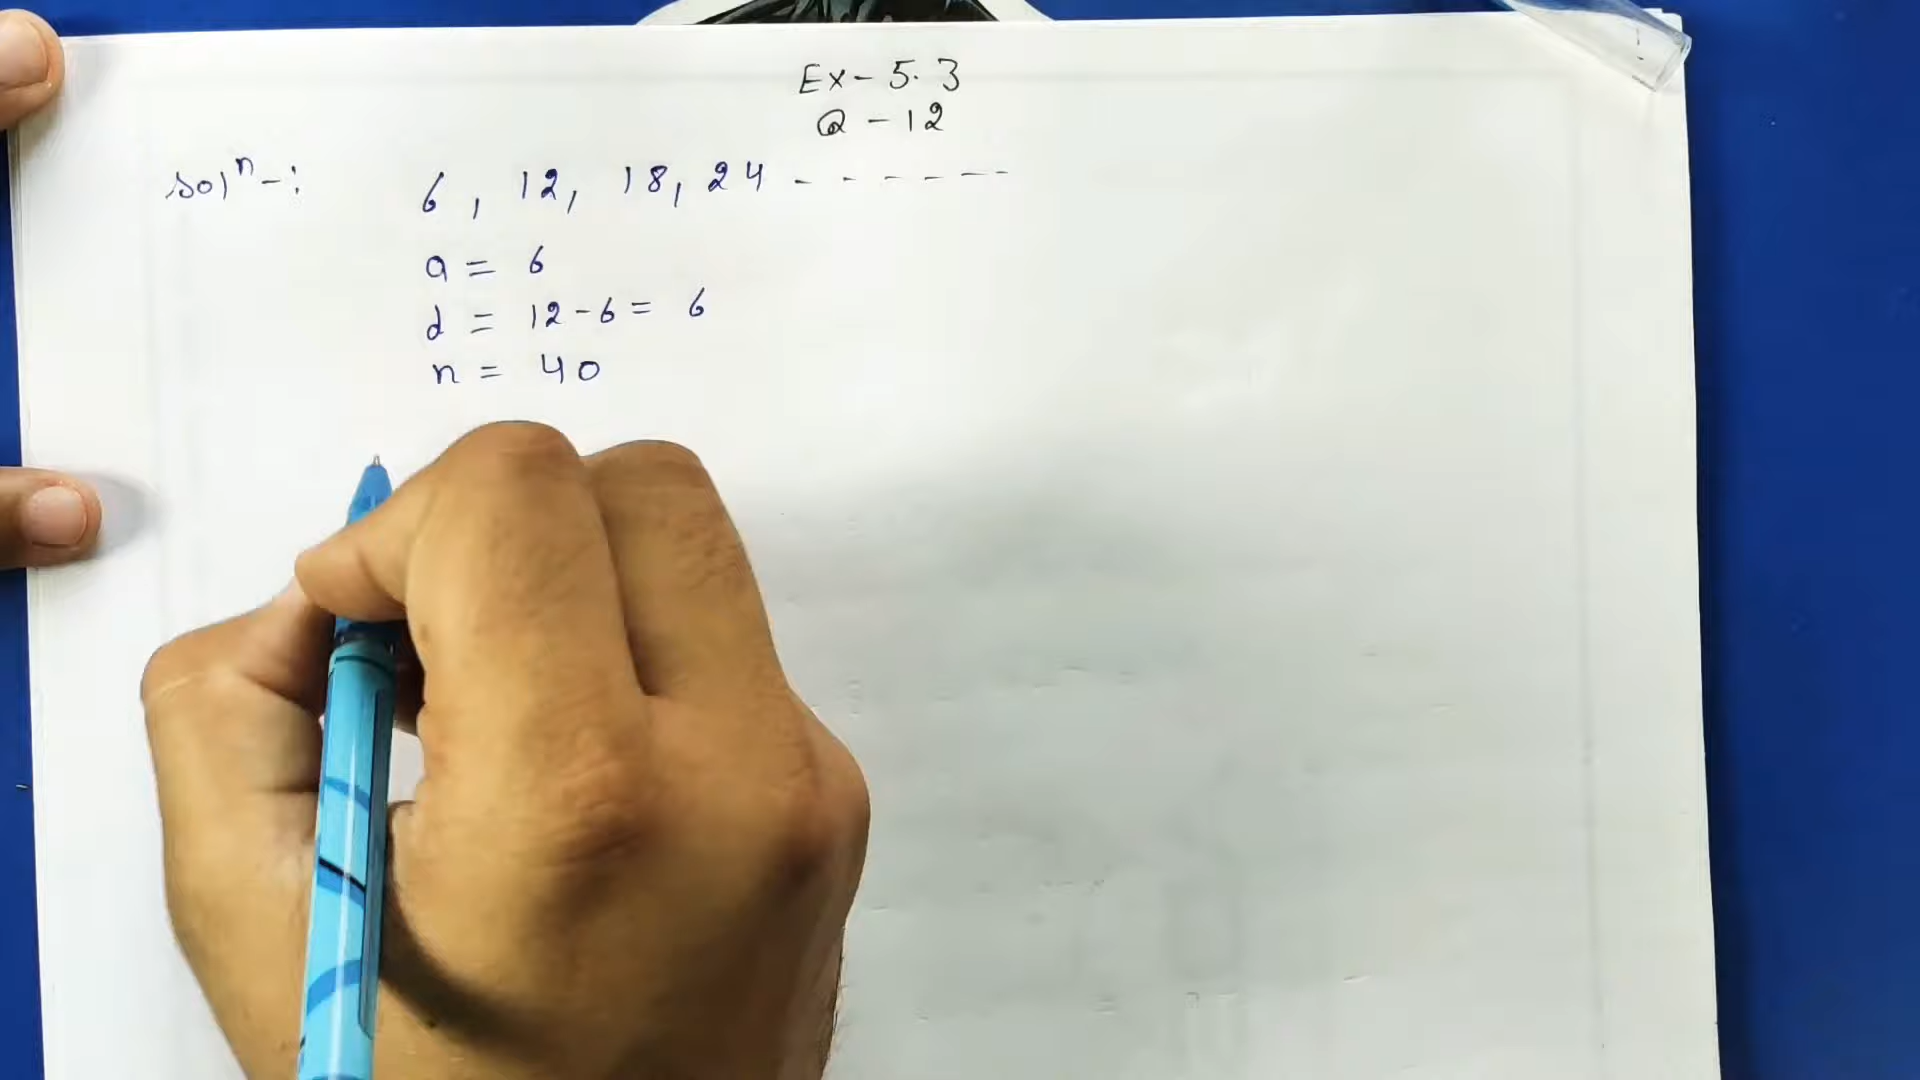 Ex - 5.3
Q - 12
solⁿ -: 6, 12, 18, 24 - - - - - -
a = 6
d = 12 - 6 = 6
n = 40